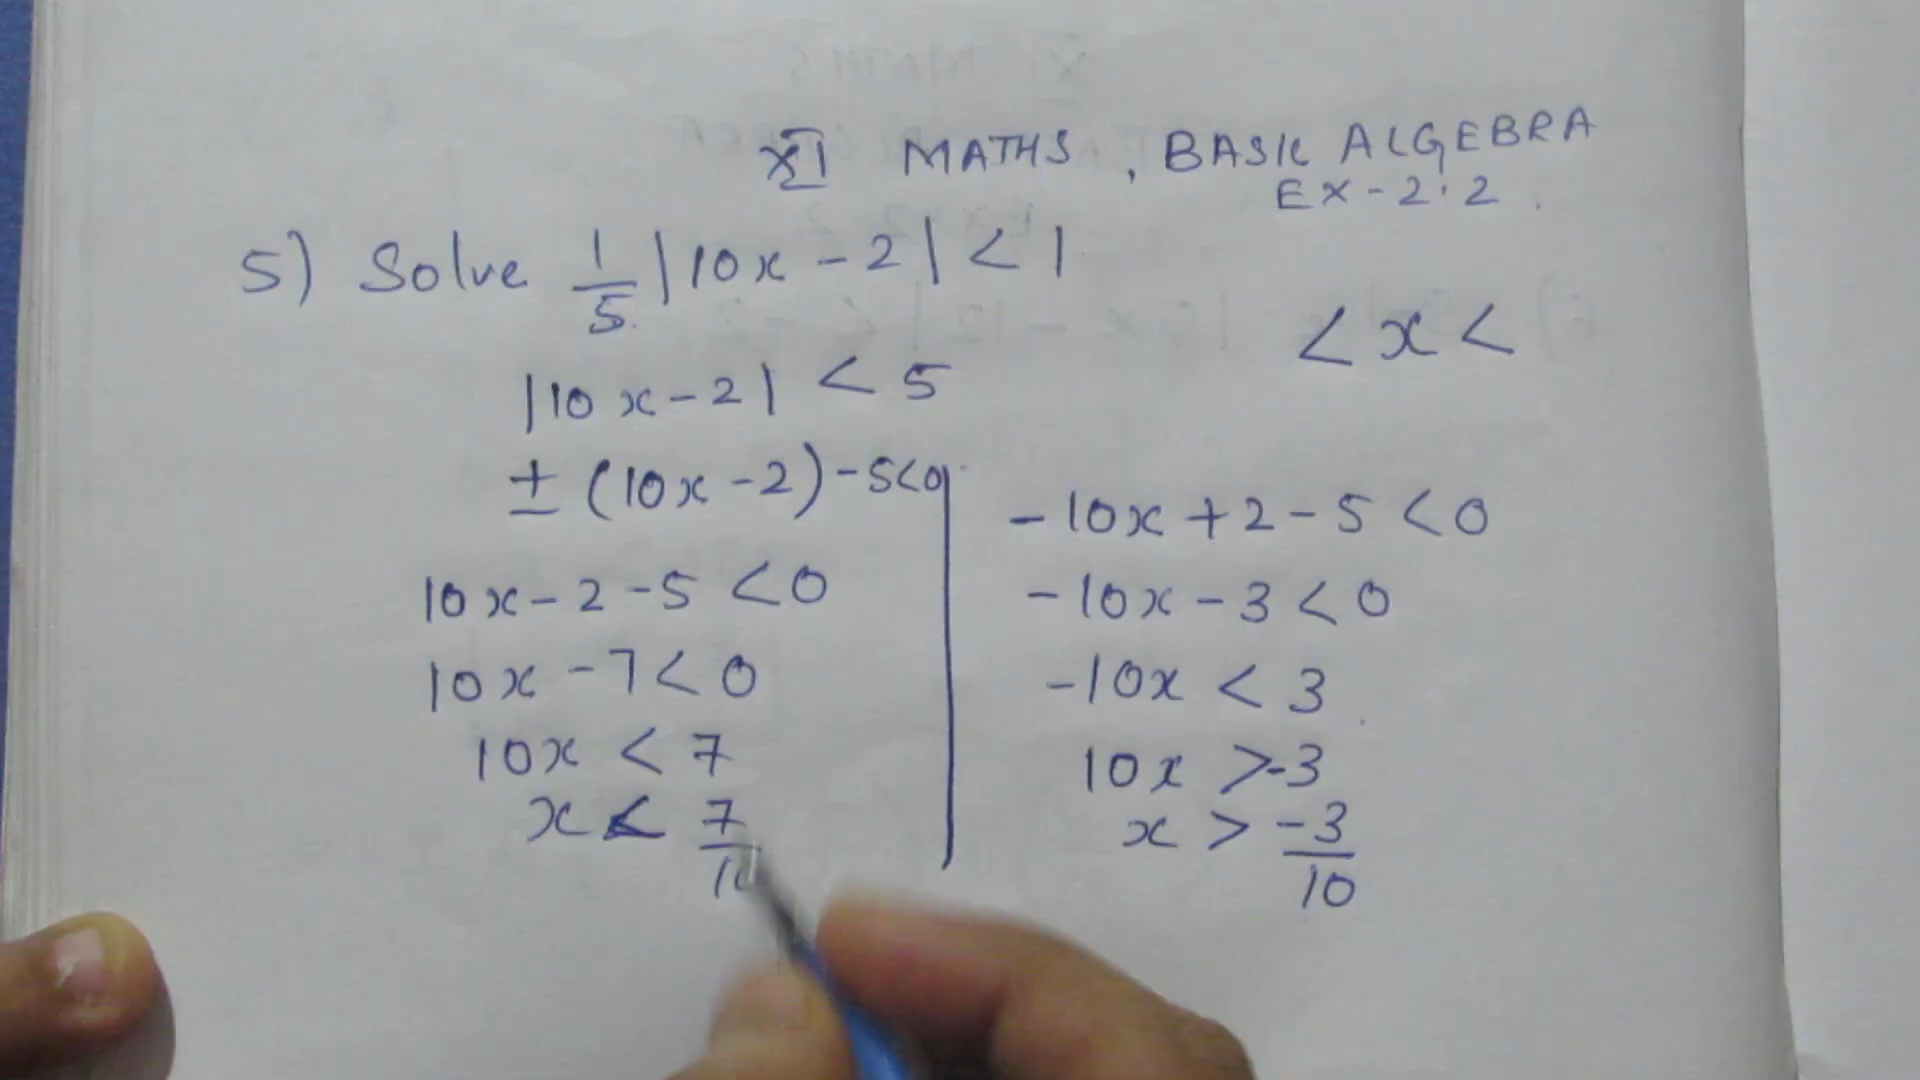 XI MATHS , BASIC ALGEBRA
EX-2.2 .
5) Solve 1/5 |10x - 2| < 1
< x <
|10x - 2| < 5
± (10x - 2) - 5 < 0
10x - 2 - 5 < 0
10x - 7 < 0
10x < 7
x < 7/10
- 10x + 2 - 5 < 0
- 10x - 3 < 0
- 10x < 3
10x > -3
x > -3/10